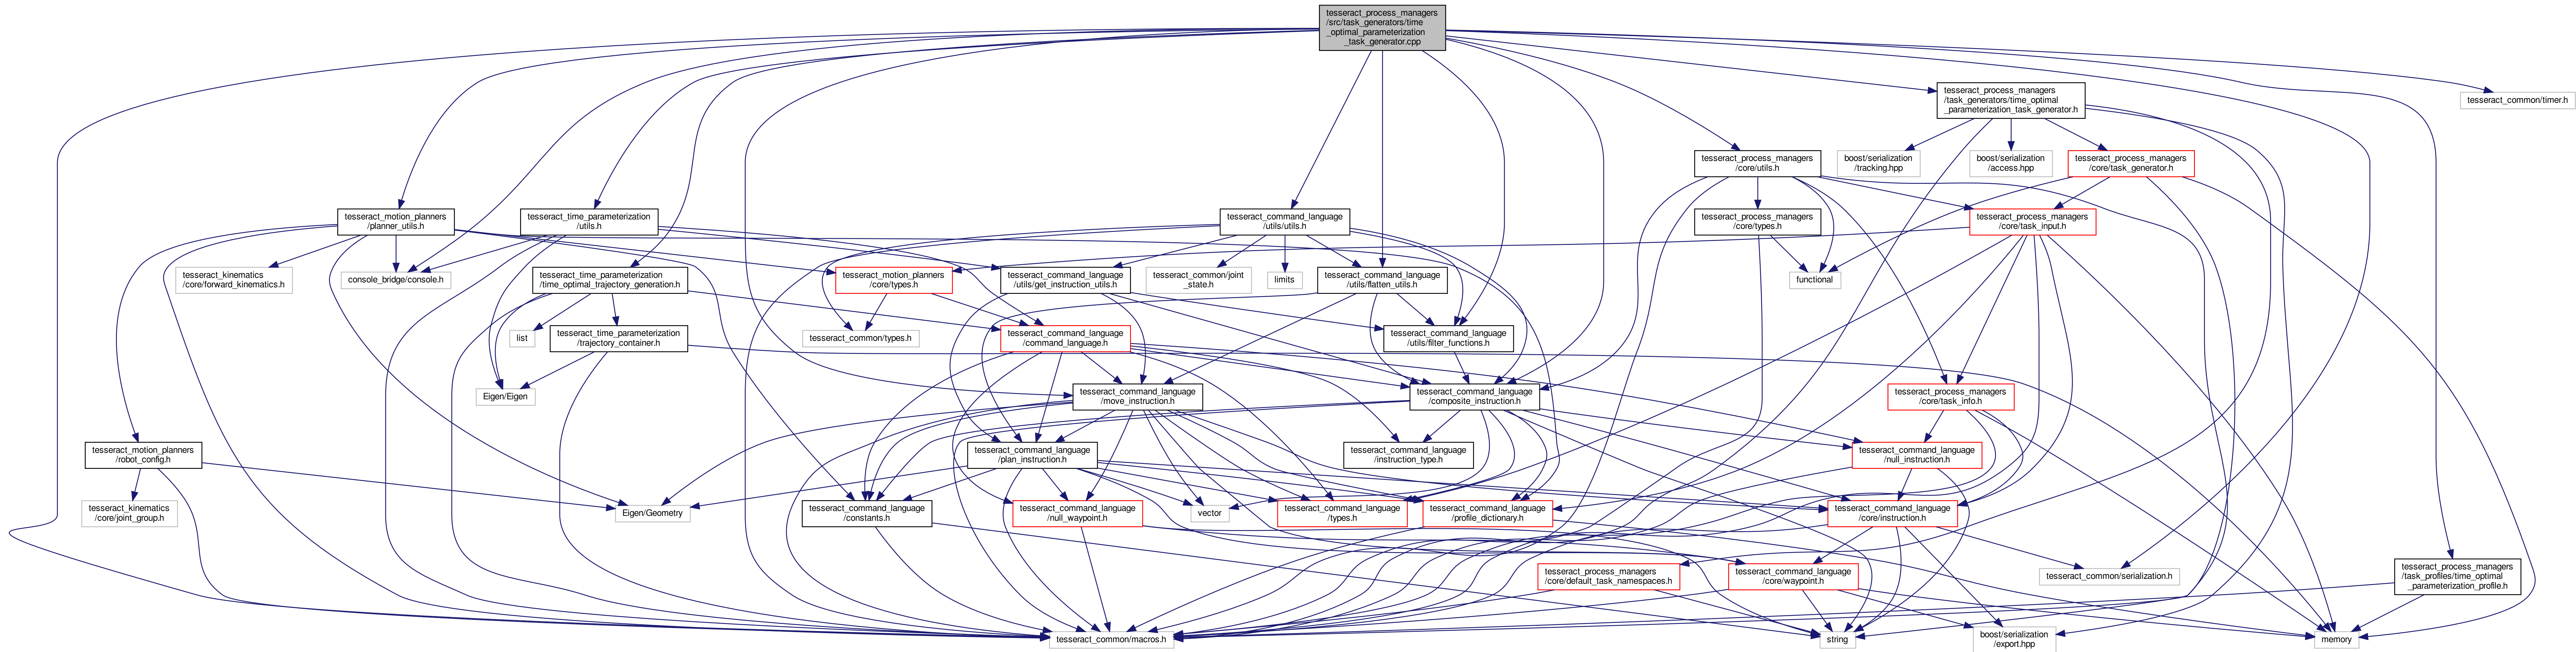 tesseract_process_managers
/src/task_generators/time
_optimal_parameterization
_task_generator.cpp
tesseract_process_managers
/task_generators/time_optimal
_parameterization_task_generator.h
tesseract_common/timer.h
tesseract_process_managers
/core/utils.h
boost/serialization
/tracking.hpp
boost/serialization
/access.hpp
tesseract_process_managers
/core/task_generator.h
tesseract_motion_planners
/planner_utils.h
tesseract_time_parameterization
/utils.h
tesseract_command_language
/utils/utils.h
tesseract_process_managers
/core/types.h
tesseract_process_managers
/core/task_input.h
tesseract_kinematics
/core/forward_kinematics.h
console_bridge/console.h
tesseract_time_parameterization
/time_optimal_trajectory_generation.h
tesseract_motion_planners
/core/types.h
tesseract_command_language
/utils/get_instruction_utils.h
tesseract_common/joint
_state.h
limits
tesseract_command_language
/utils/flatten_utils.h
functional
list
tesseract_time_parameterization
/trajectory_container.h
tesseract_common/types.h
tesseract_command_language
/command_language.h
tesseract_command_language
/utils/filter_functions.h
Eigen/Eigen
tesseract_command_language
/move_instruction.h
tesseract_command_language
/composite_instruction.h
tesseract_process_managers
/core/task_info.h
tesseract_motion_planners
/robot_config.h
tesseract_command_language
/plan_instruction.h
tesseract_command_language
/instruction_type.h
tesseract_command_language
/null_instruction.h
tesseract_kinematics
/core/joint_group.h
Eigen/Geometry
tesseract_command_language
/constants.h
tesseract_command_language
/null_waypoint.h
vector
tesseract_command_language
/types.h
tesseract_command_language
/profile_dictionary.h
tesseract_command_language
/core/instruction.h
tesseract_process_managers
/core/default_task_namespaces.h
tesseract_command_language
/core/waypoint.h
tesseract_common/serialization.h
tesseract_process_managers
/task_profiles/time_optimal
_parameterization_profile.h
tesseract_common/macros.h
string
boost/serialization
/export.hpp
memory